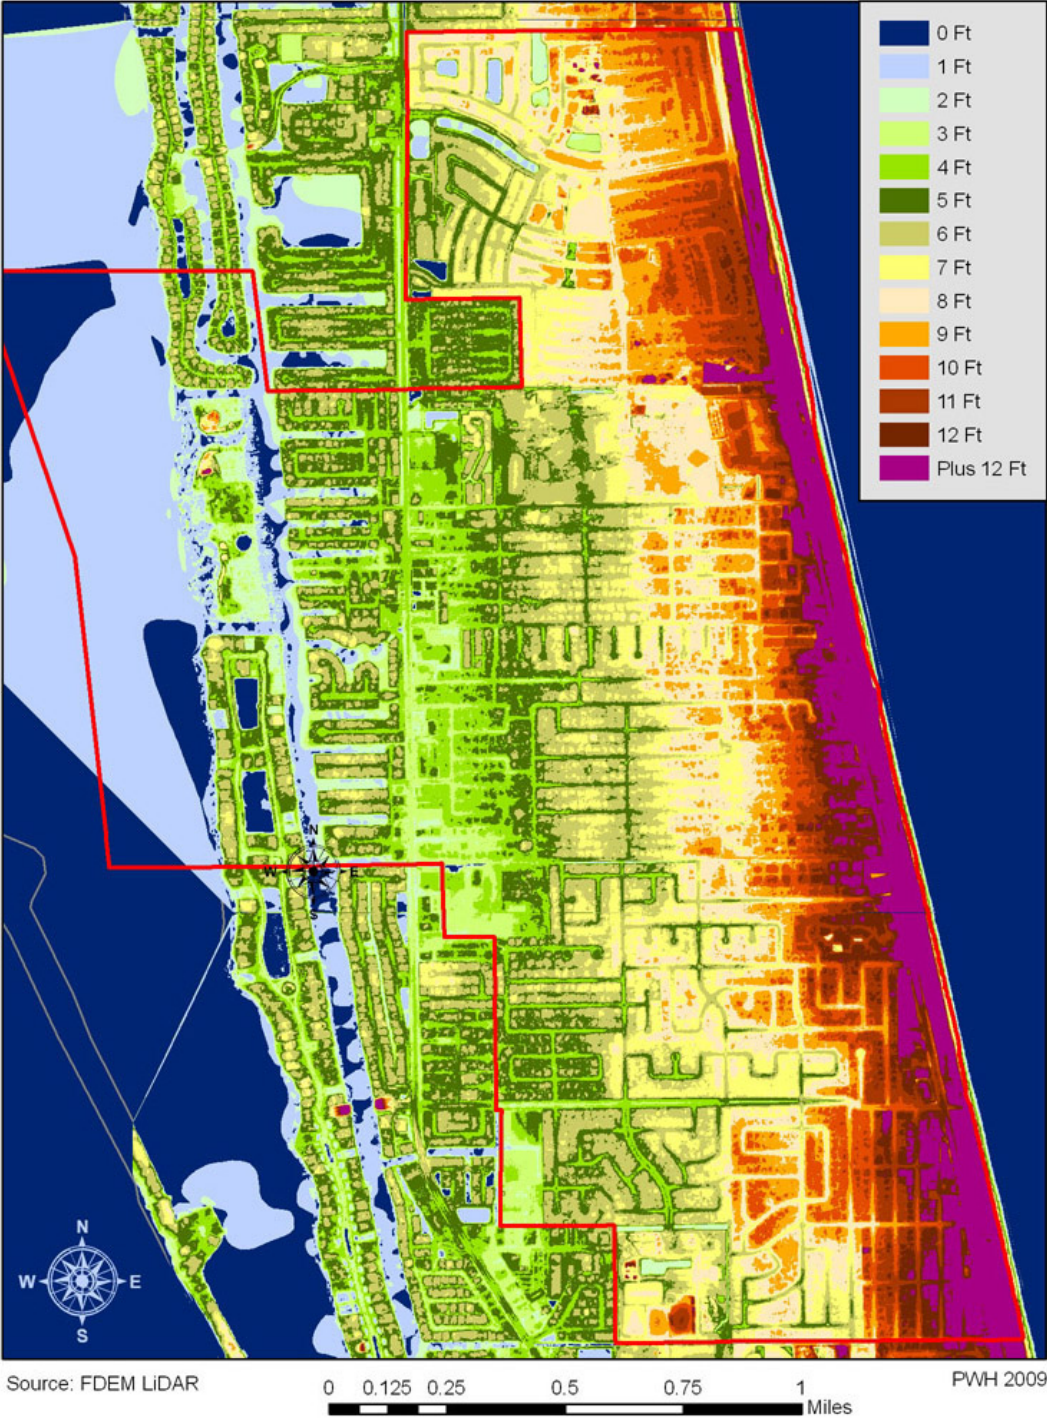 0 Ft
1 Ft
2 Ft
3 Ft
4 Ft
5 Ft
6 Ft
7 Ft
8 Ft
9 Ft
10 Ft
11 Ft
12 Ft
Plus 12 Ft
N
W E
S
N
W E
S
Source: FDEM LiDAR
PWH 2009
0 0.125 0.25 0.5 0.75 1
Miles